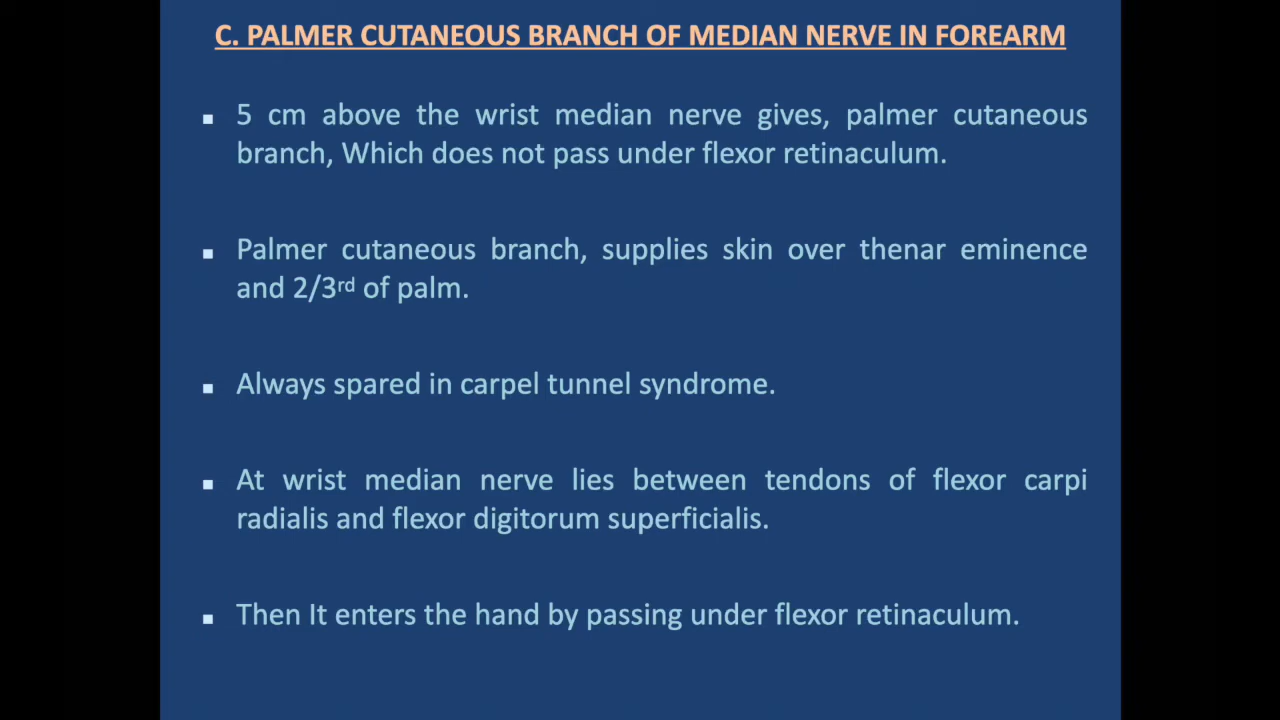 C. PALMER CUTANEOUS BRANCH OF MEDIAN NERVE IN FOREARM
▪ 5 cm above the wrist median nerve gives, palmer cutaneous
branch, Which does not pass under flexor retinaculum.
▪ Palmer cutaneous branch, supplies skin over thenar eminence
and 2/3rd of palm.
▪ Always spared in carpel tunnel syndrome.
▪ At wrist median nerve lies between tendons of flexor carpi
radialis and flexor digitorum superficialis.
▪ Then It enters the hand by passing under flexor retinaculum.